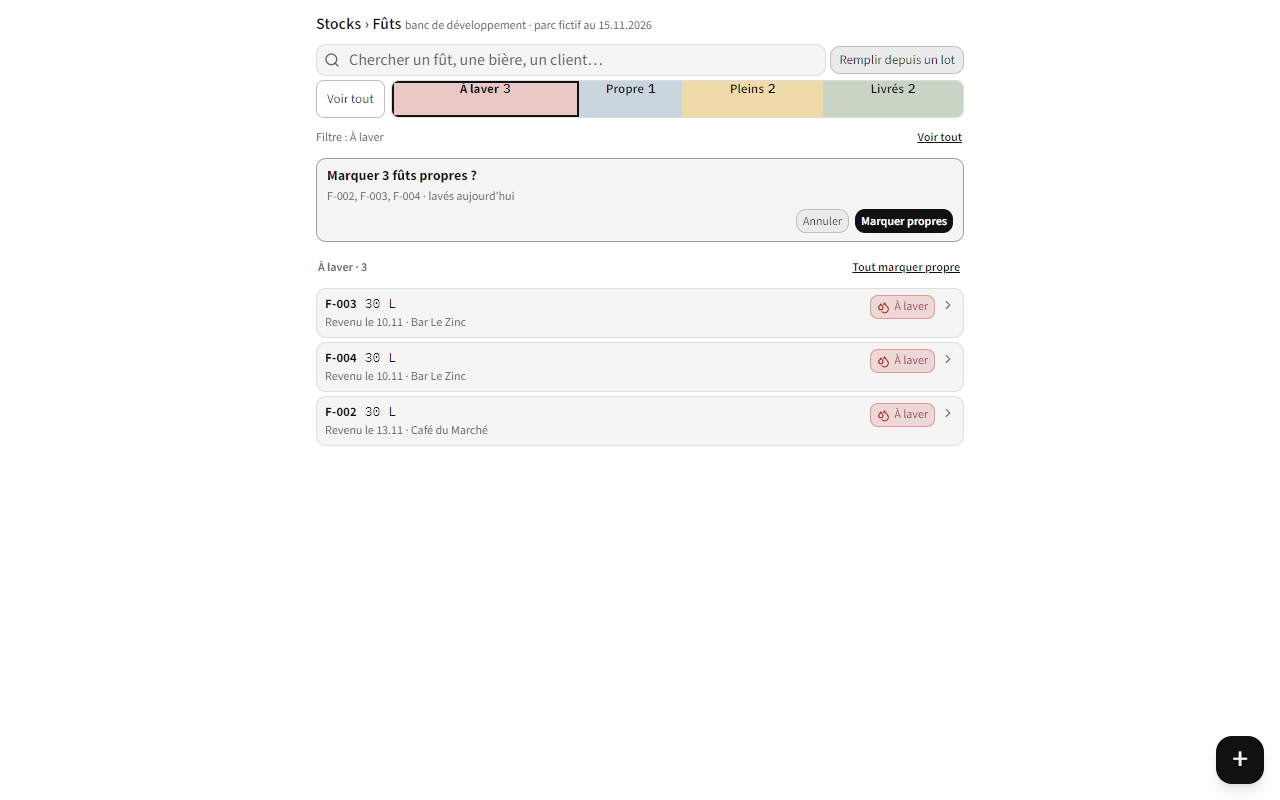 Stocks › Fûts banc de développement · parc fictif au 15.11.2026
Chercher un fût, une bière, un client…
Remplir depuis un lot
Voir tout
À laver 3
Propre 1
Pleins 2
Livrés 2
Filtre : À laver
Voir tout
Marquer 3 fûts propres ?
F-002, F-003, F-004 · lavés aujourd’hui
Annuler
Marquer propres
À laver · 3
Tout marquer propre
F-003 30 L
À laver
Revenu le 10.11 · Bar Le Zinc
F-004 30 L
À laver
Revenu le 10.11 · Bar Le Zinc
F-002 30 L
À laver
Revenu le 13.11 · Café du Marché
+